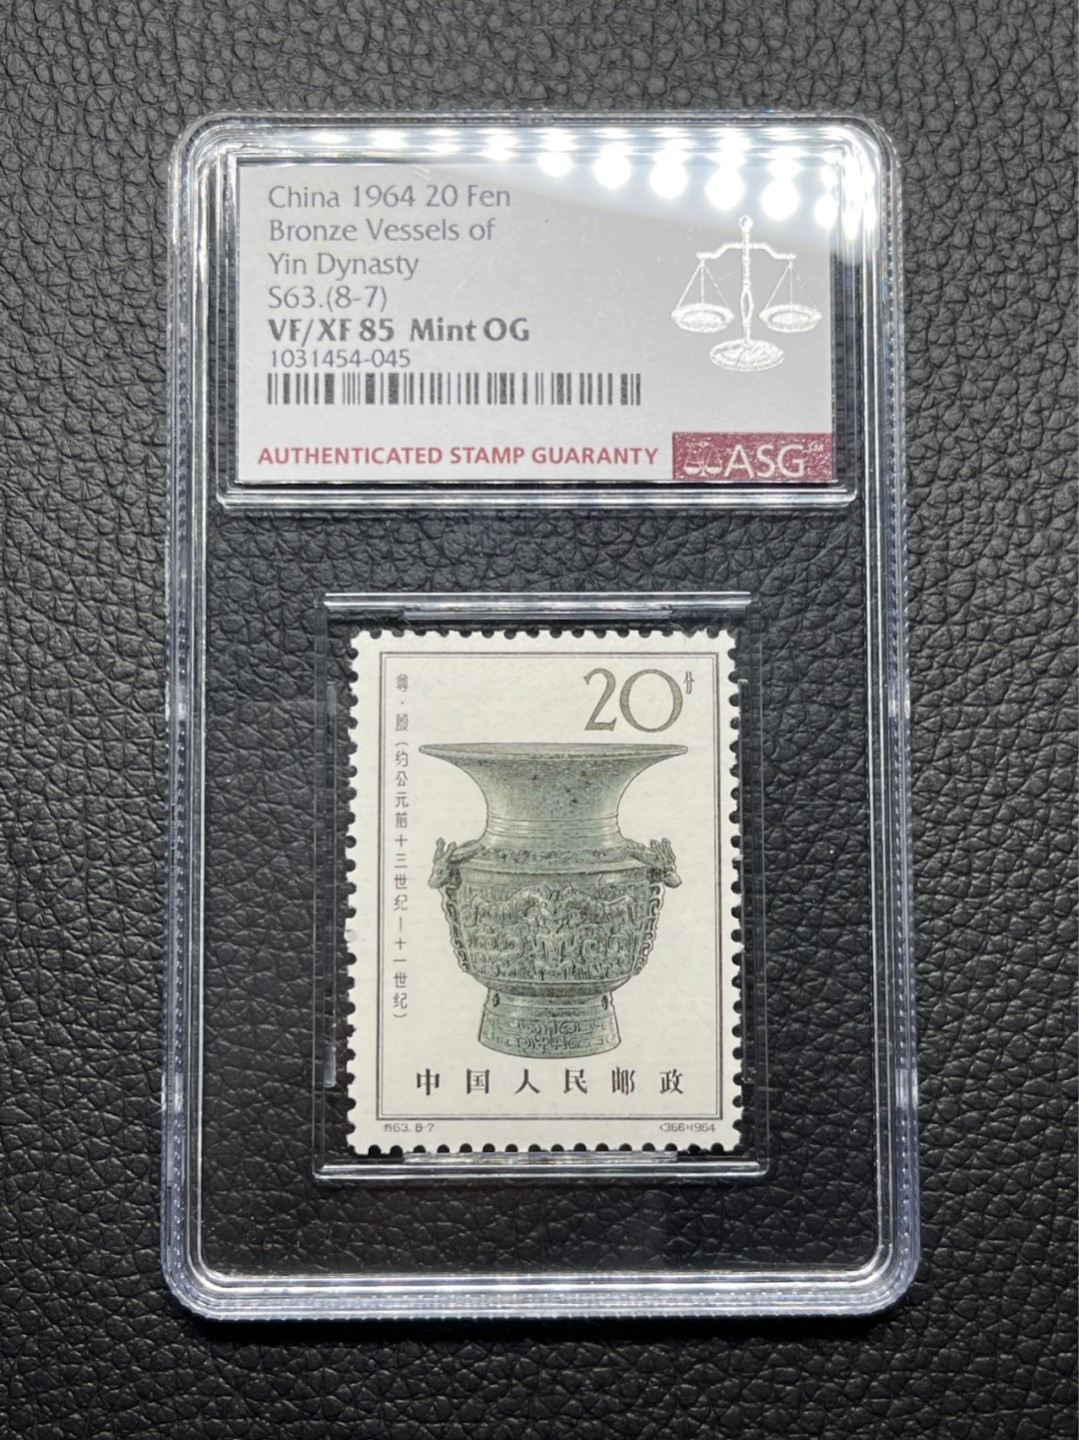 China 1964 20 Fen
Bronze Vessels of
Yin Dynasty
S63.(8-7)
VF/XF 85 Mint OG
1031454-045
AUTHENTICATED STAMP GUARANTY
ASG
20分
尊·殷(约公元前十三世纪—十一世纪)
中国人民邮政
特63.8-7
(366)1964